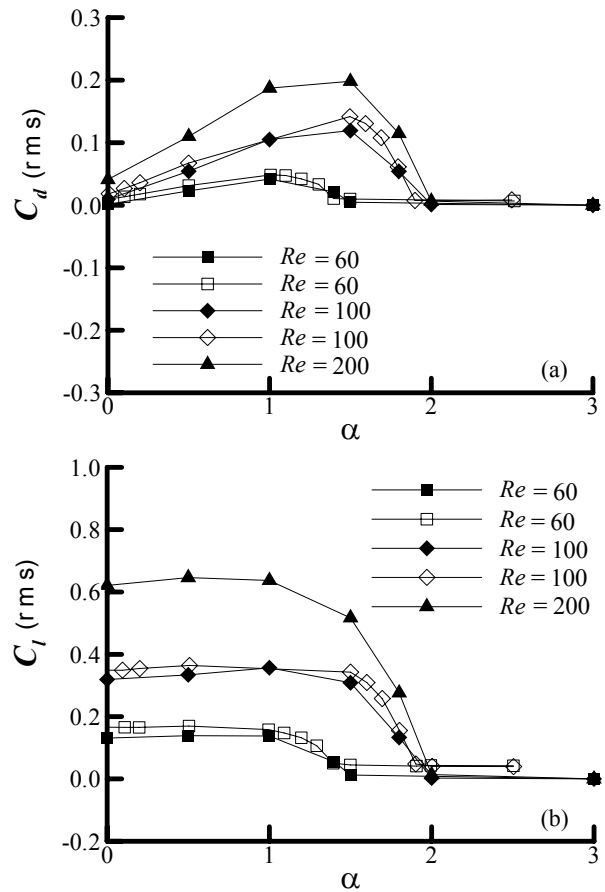 0.3
0.2
0.1
0.0
-0.1
-0.2
-0.3
C_d (rms)
Re = 60
Re = 60
Re = 100
Re = 100
Re = 200
(a)
0 1 2 3
α
1.0
0.8
0.6
0.4
0.2
0.0
-0.2
C_l (rms)
Re = 60
Re = 60
Re = 100
Re = 100
Re = 200
(b)
0 1 2 3
α